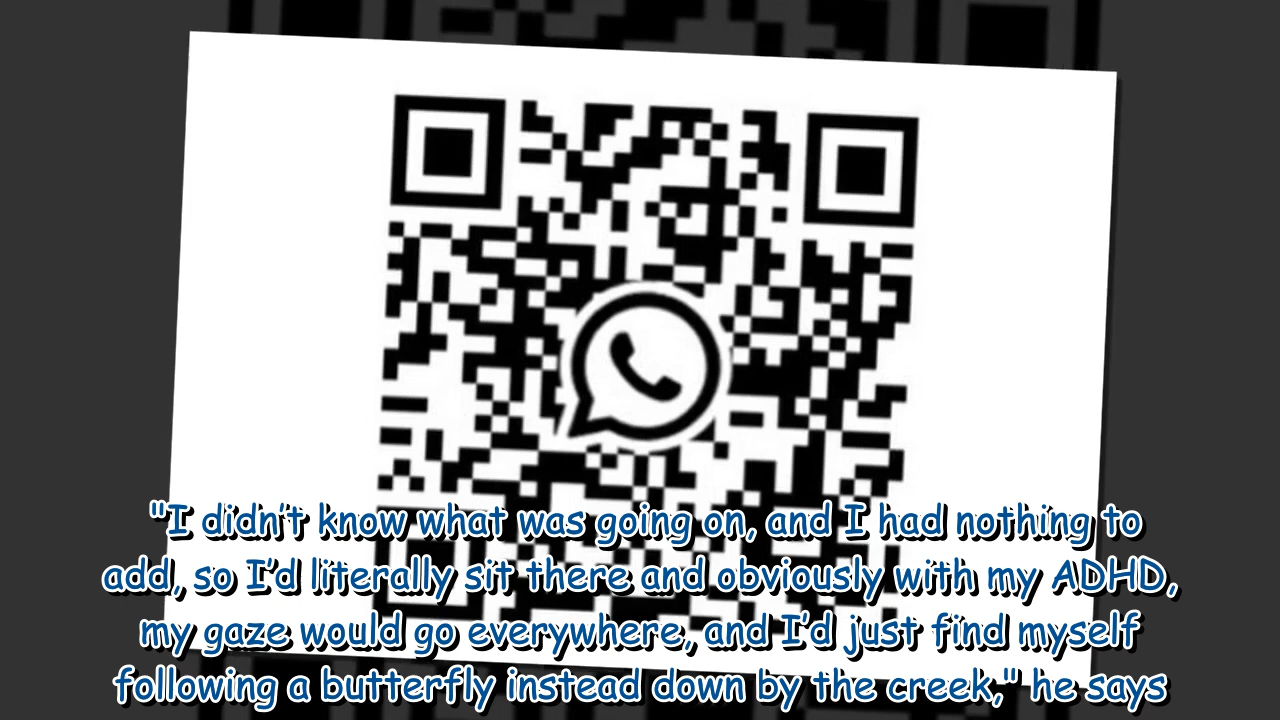 "I didn’t know what was going on, and I had nothing to
add, so I’d literally sit there and obviously with my ADHD,
my gaze would go everywhere, and I’d just find myself
following a butterfly instead down by the creek," he says